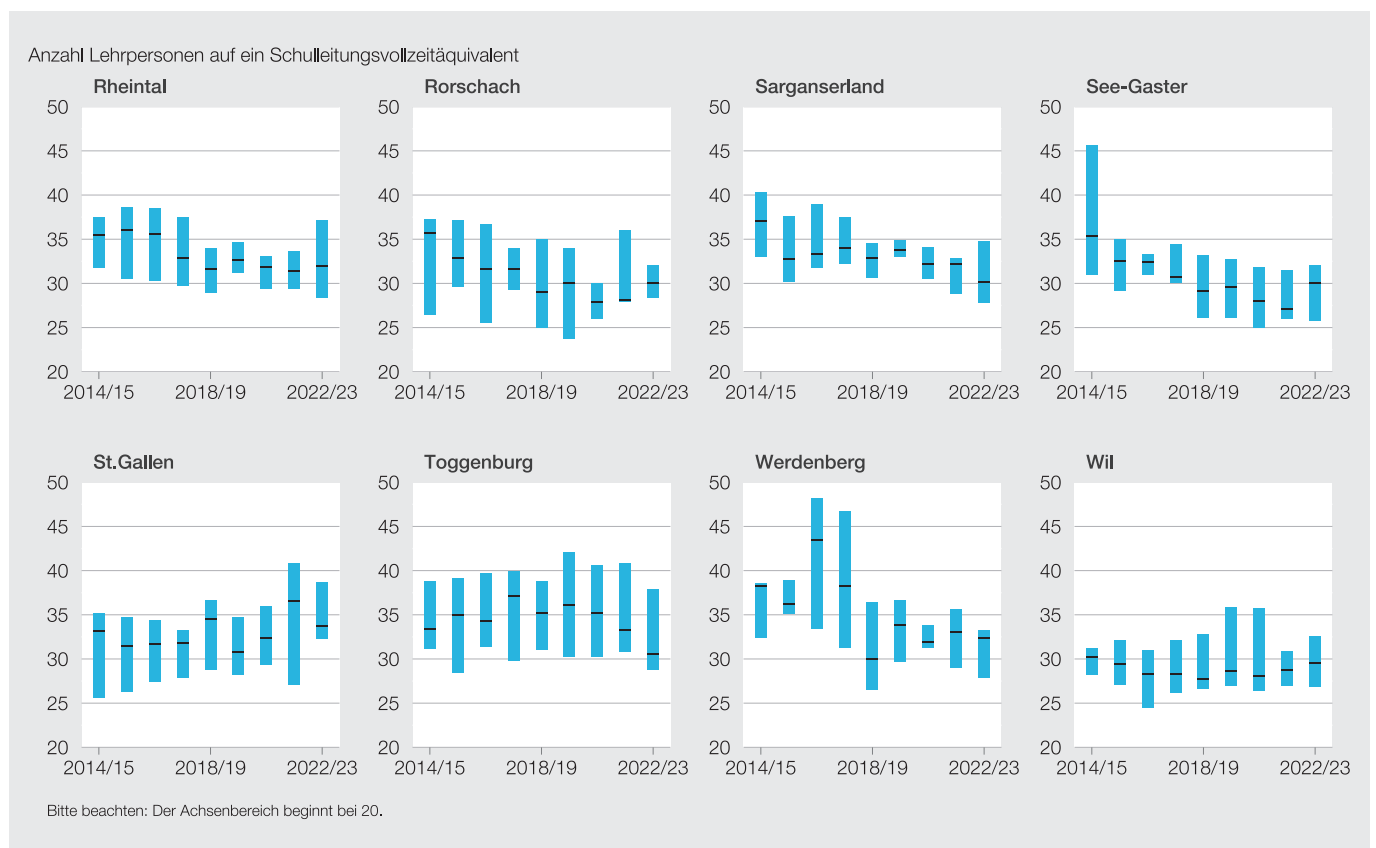 Anzahl Lehrpersonen auf ein Schulleitungsvollzeitäquivalent
Rheintal Rorschach Sarganserland See-Gaster
50 50 50 50
45 45 45 45
40 40 40 40
35 35 35 35
30 30 30 30
25 25 25 25
20 20 20 20
2014/15 2018/19 2022/23 2014/15 2018/19 2022/23 2014/15 2018/19 2022/23 2014/15 2018/19 2022/23
St.Gallen Toggenburg Werdenberg Wil
50 50 50 50
45 45 45 45
40 40 40 40
35 35 35 35
30 30 30 30
25 25 25 25
20 20 20 20
2014/15 2018/19 2022/23 2014/15 2018/19 2022/23 2014/15 2018/19 2022/23 2014/15 2018/19 2022/23
Bitte beachten: Der Achsenbereich beginnt bei 20.